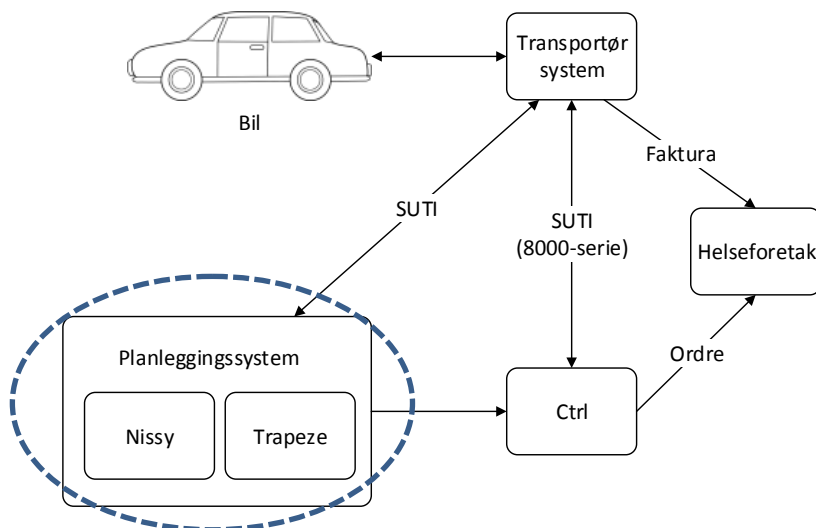 Transportør
system
Bil
Faktura
SUTI
SUTI
(8000-serie)
Helseforetak
Planleggingssystem
Ordre
Nissy
Trapeze
Ctrl